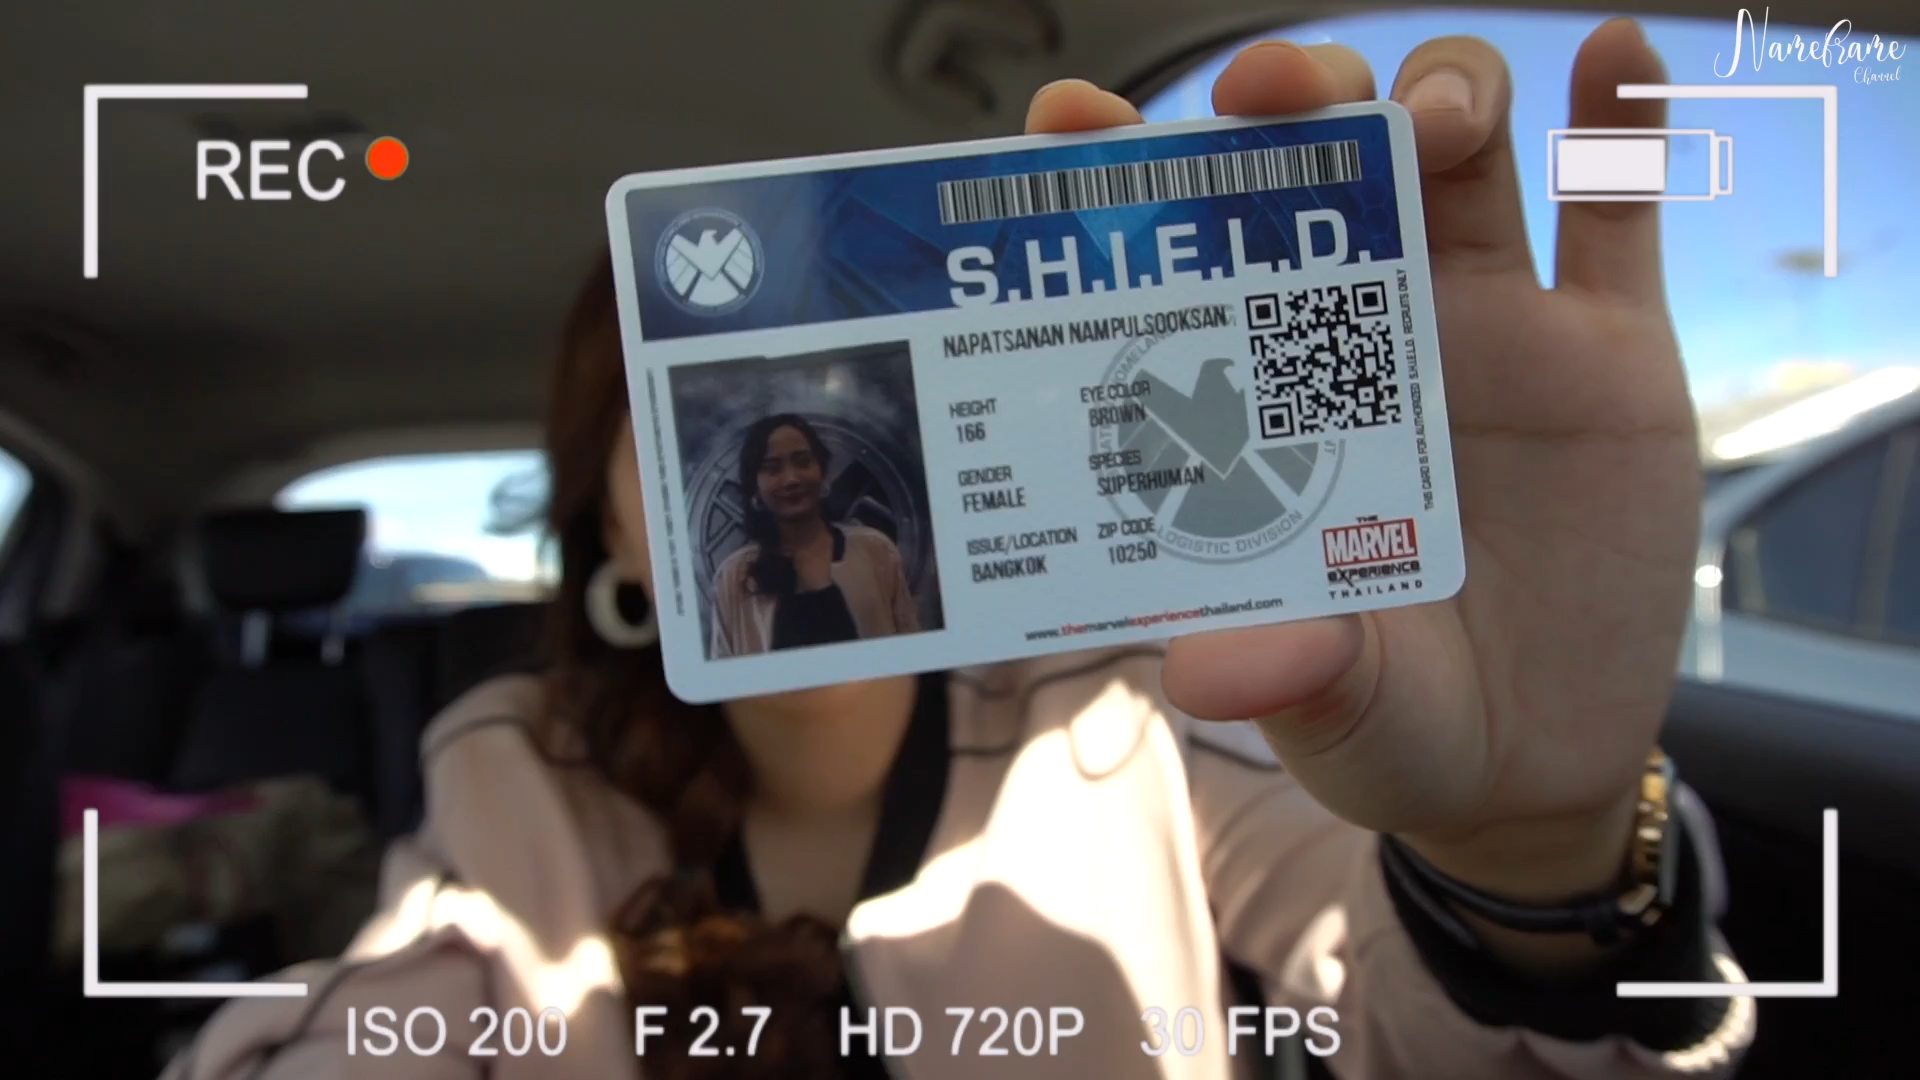 Nameframe
Channel
REC
S.H.I.E.L.D.
NAPATSANAN NAMPULSOOKSAN
HEIGHT
166
EYE COLOR
BROWN
GENDER
FEMALE
SPECIES
SUPERHUMAN
ISSUE/LOCATION
BANGKOK
ZIP CODE
10250
LOGISTIC DIVISION
THIS CARD IS FOR AUTHORIZED S.H.I.E.L.D. RECRUITS ONLY
THE
MARVEL
EXPERIENCE
THAILAND
www.themarvelexperiencethailand.com
ISO 200 F 2.7 HD 720P 30 FPS